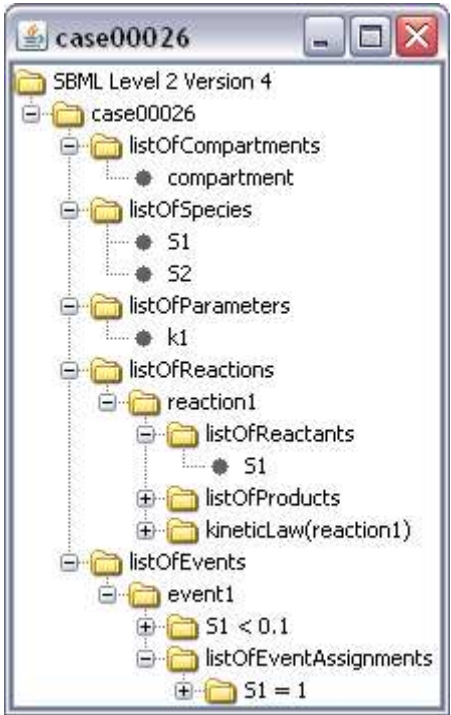 case00026
SBML Level 2 Version 4
case00026
listOfCompartments
compartment
listOfSpecies
S1
S2
listOfParameters
k1
listOfReactions
reaction1
listOfReactants
S1
listOfProducts
kineticLaw(reaction1)
listOfEvents
event1
S1 < 0.1
listOfEventAssignments
S1 = 1